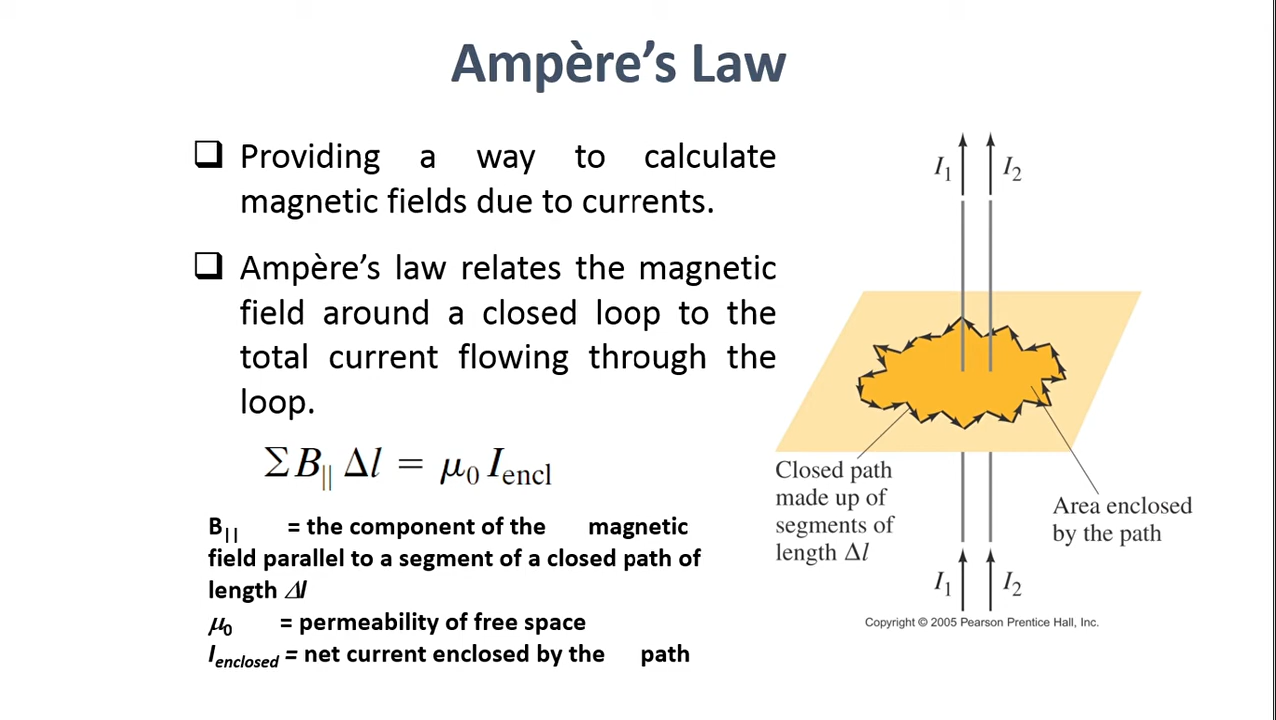 Ampère's Law
❑ Providing a way to calculate
magnetic fields due to currents.
❑ Ampère's law relates the magnetic
field around a closed loop to the
total current flowing through the
loop.
Σ B|| Δl = μ0 Iencl
B|| = the component of the magnetic
field parallel to a segment of a closed path of
length Δl
μ0 = permeability of free space
Ienclosed = net current enclosed by the path
I1 I2
Closed path
made up of
segments of
length Δl
Area enclosed
by the path
I1 I2
Copyright © 2005 Pearson Prentice Hall, Inc.